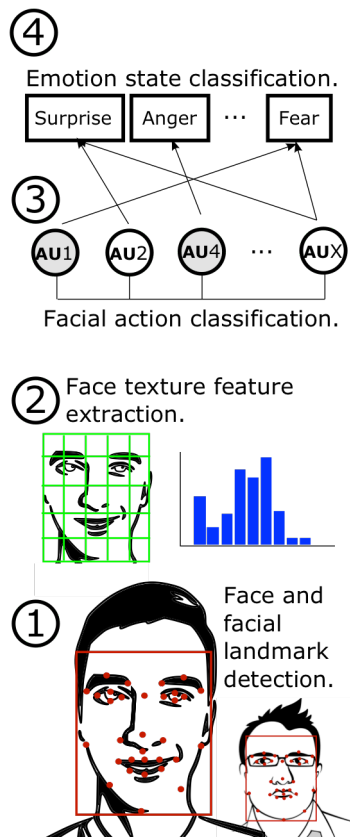 4
Emotion state classification.
Surprise Anger ... Fear
3
AU1 AU2 AU4 ... AUX
Facial action classification.
2 Face texture feature
extraction.
1 Face and
facial
landmark
detection.